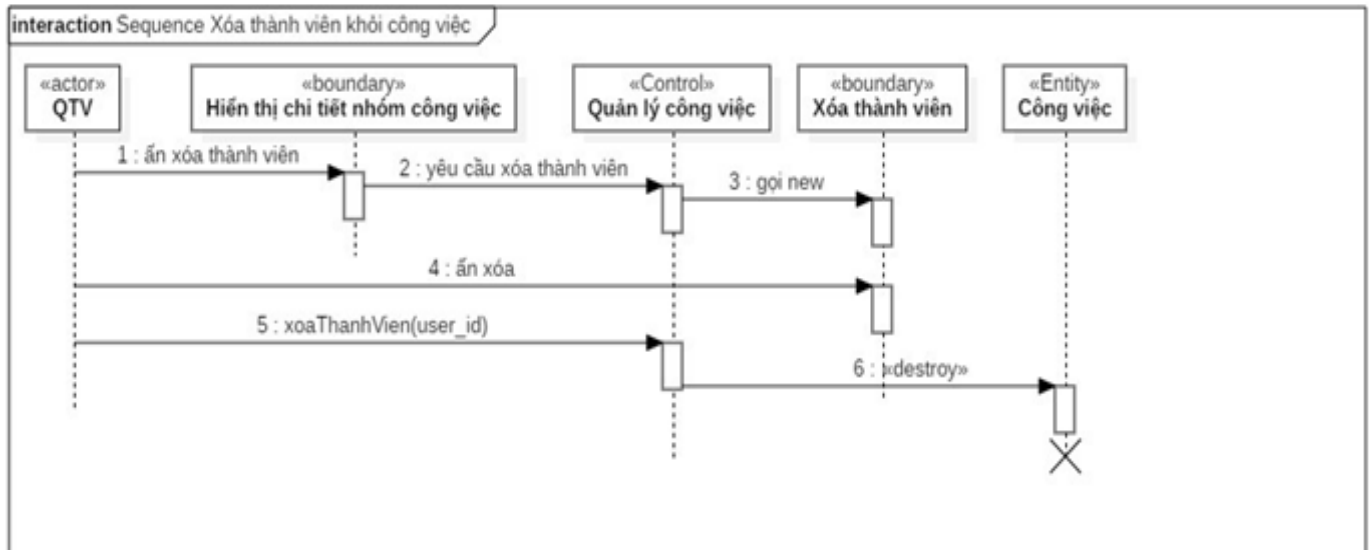 interaction Sequence Xóa thành viên khỏi công việc
«actor»
QTV
«boundary»
Hiển thị chi tiết nhóm công việc
«Control»
Quản lý công việc
«boundary»
Xóa thành viên
«Entity»
Công việc
1 : ấn xóa thành viên
2 : yêu cầu xóa thành viên
3 : gọi new
4 : ấn xóa
5 : xoaThanhVien(user_id)
6 : «destroy»